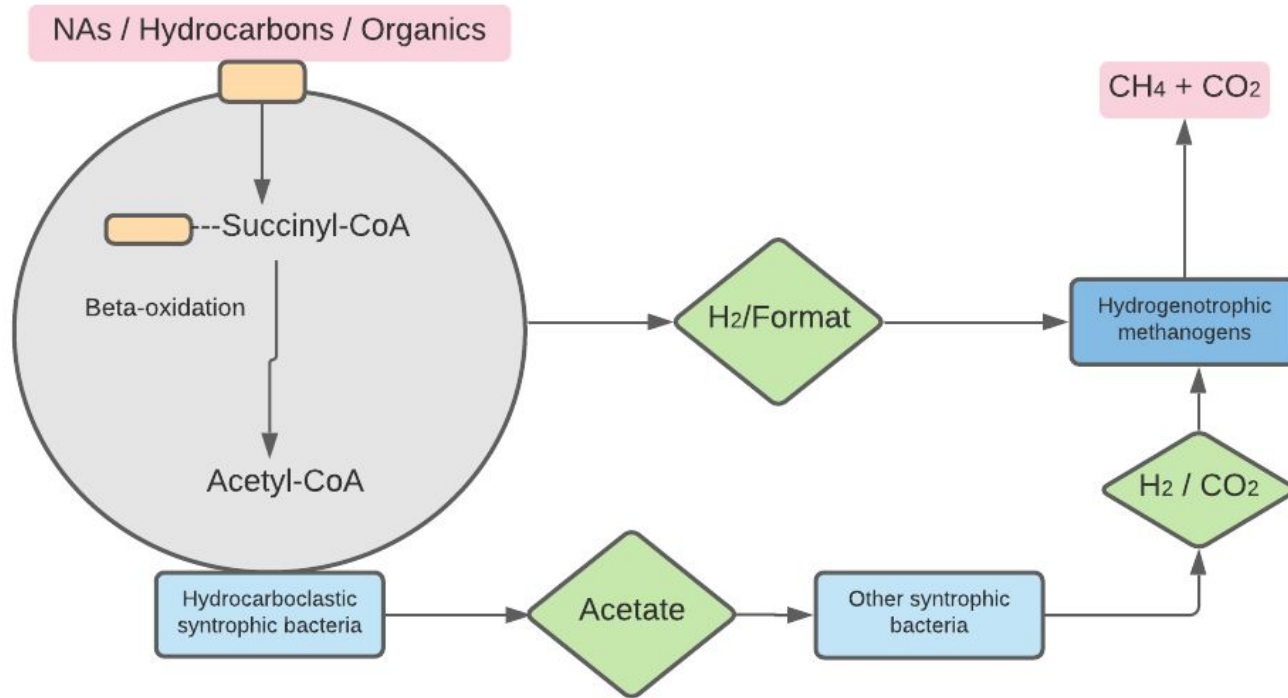 NAs / Hydrocarbons / Organics
CH4 + CO2
---Succinyl-CoA
Beta-oxidation
H2/Format
Hydrogenotrophic
methanogens
Acetyl-CoA
H2 / CO2
Hydrocarboclastic
syntrophic bacteria
Acetate
Other syntrophic
bacteria